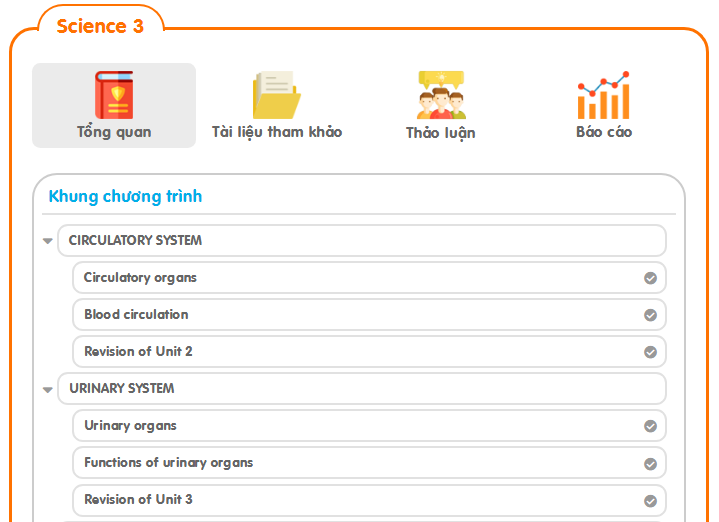 Science 3
Tổng quan
Tài liệu tham khảo
Thảo luận
Báo cáo
Khung chương trình
CIRCULATORY SYSTEM
Circulatory organs
Blood circulation
Revision of Unit 2
URINARY SYSTEM
Urinary organs
Functions of urinary organs
Revision of Unit 3